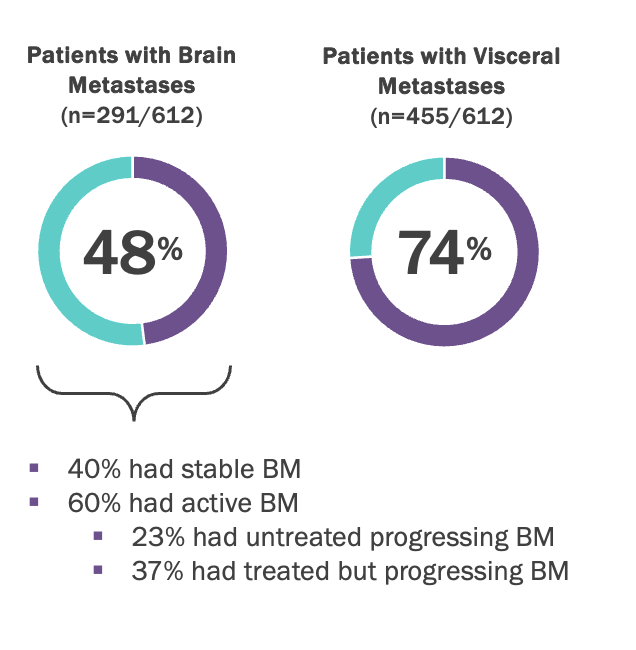 Patients with Brain
Metastases
(n=291/612)
48%
Patients with Visceral
Metastases
(n=455/612)
74%
▪ 40% had stable BM
▪ 60% had active BM
▪ 23% had untreated progressing BM
▪ 37% had treated but progressing BM